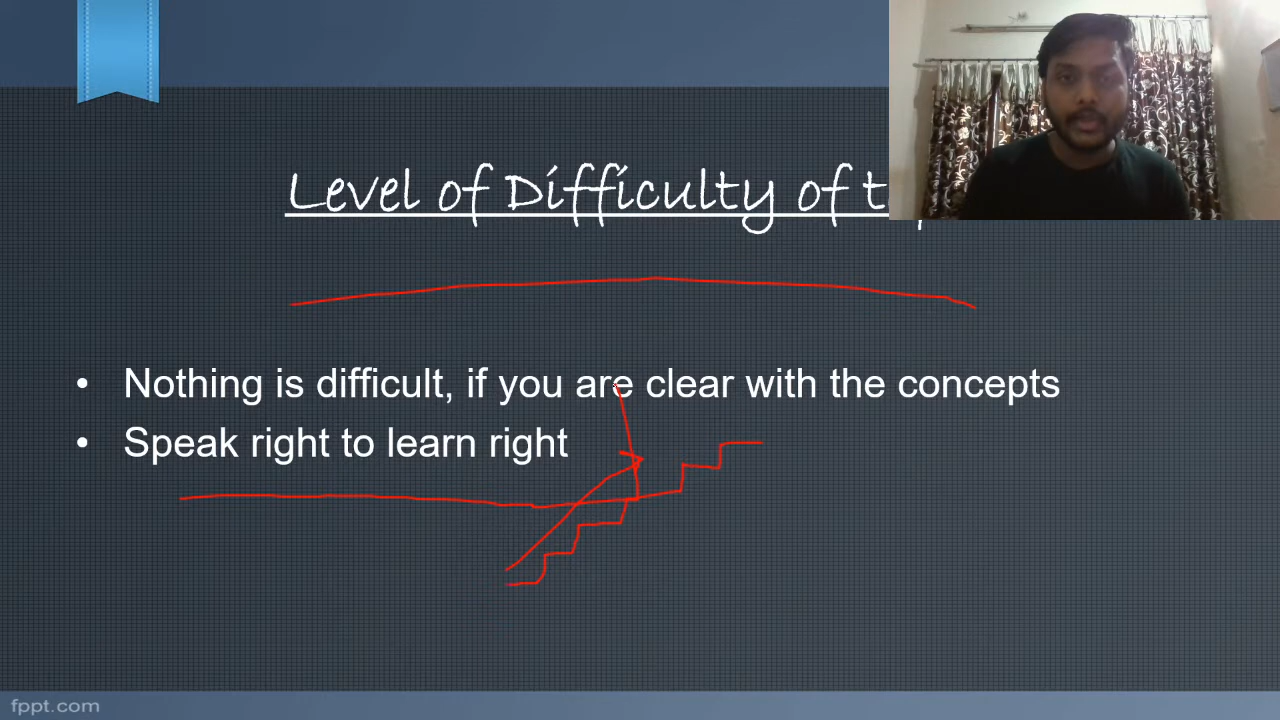 Level of Difficulty of
• Nothing is difficult, if you are clear with the concepts
• Speak right to learn right
fppt.com